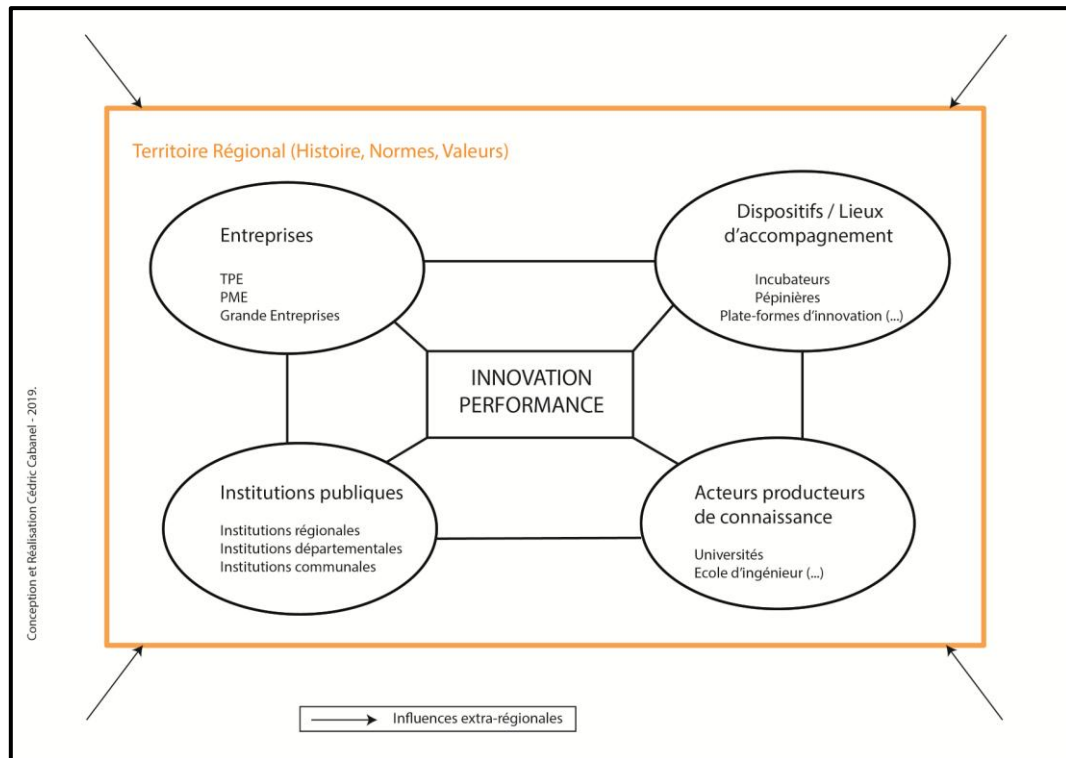 Territoire Régional (Histoire, Normes, Valeurs)
Entreprises
TPE
PME
Grande Entreprises
Dispositifs / Lieux
d'accompagnement
Incubateurs
Pépinières
Plate-formes d'innovation (...)
INNOVATION
PERFORMANCE
Institutions publiques
Institutions régionales
Institutions départementales
Institutions communales
Acteurs producteurs
de connaissance
Universités
Ecole d'ingénieur (...)
Influences extra-régionales
Conception et Réalisation Cédric Cabanel - 2019.